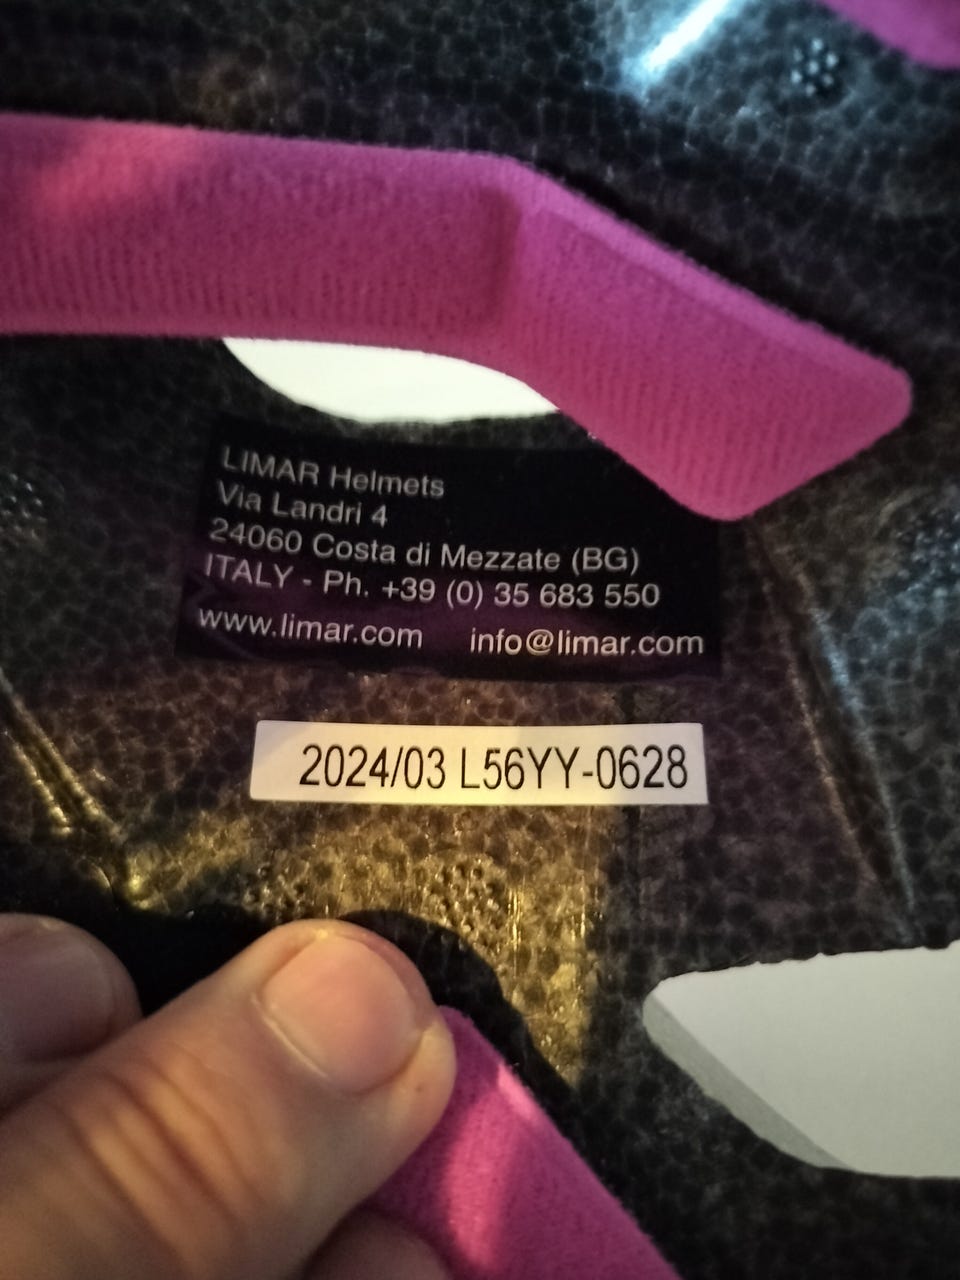 LIMAR Helmets
Via Landri 4
24060 Costa di Mezzate (BG)
ITALY - Ph. +39 (0) 35 683 550
www.limar.com info@limar.com
2024/03 L56YY-0628